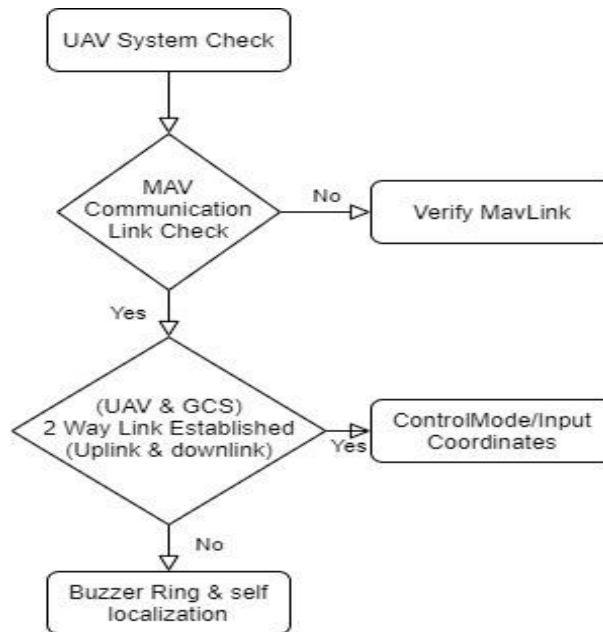 UAV System Check
MAV
Communication
Link Check
No
Verify MavLink
Yes
(UAV & GCS)
2 Way Link Established
(Uplink & downlink)
Yes
ControlMode/Input
Coordinates
No
Buzzer Ring & self
localization